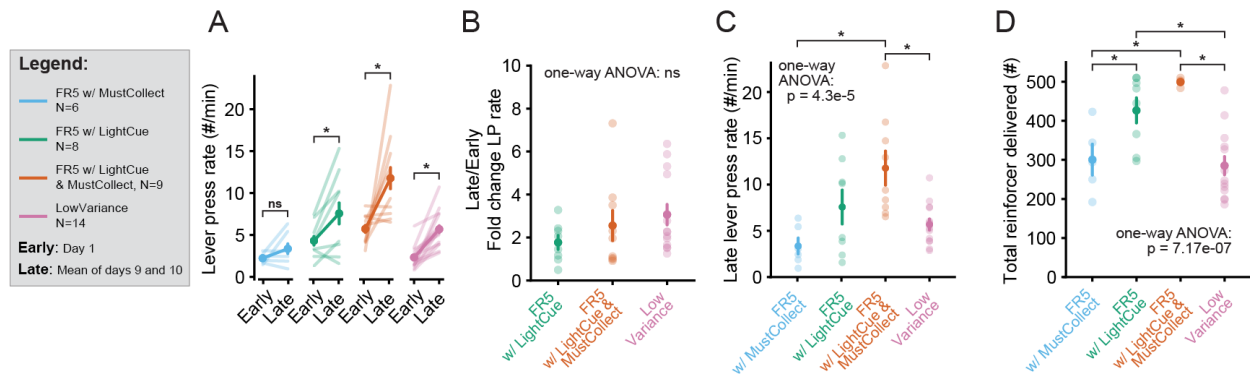 Legend:
FR5 w/ MustCollect
N=6
FR5 w/ LightCue
N=8
FR5 w/ LightCue
& MustCollect, N=9
LowVariance
N=14
Early: Day 1
Late: Mean of days 9 and 10
A
Lever press rate (#/min)
20
15
10
5
0
ns
*
*
*
Early
Late
Early
Late
Early
Late
Early
Late
B
Late/Early
Fold change LP rate
10
8
6
4
2
0
one-way ANOVA: ns
FR5
w/ LightCue
FR5
w/ LightCue &
MustCollect
Low
Variance
C
Late lever press rate (#/min)
20
15
10
5
0
*
*
one-way
ANOVA:
p = 4.3e-5
FR5
w/ MustCollect
FR5
w/ LightCue
FR5
w/ LightCue &
MustCollect
Low
Variance
D
Total reinforcer delivered (#)
500
400
300
200
100
0
*
*
*
*
one-way ANOVA:
p = 7.17e-07
FR5
w/ MustCollect
FR5
w/ LightCue
FR5
w/ LightCue &
MustCollect
Low
Variance